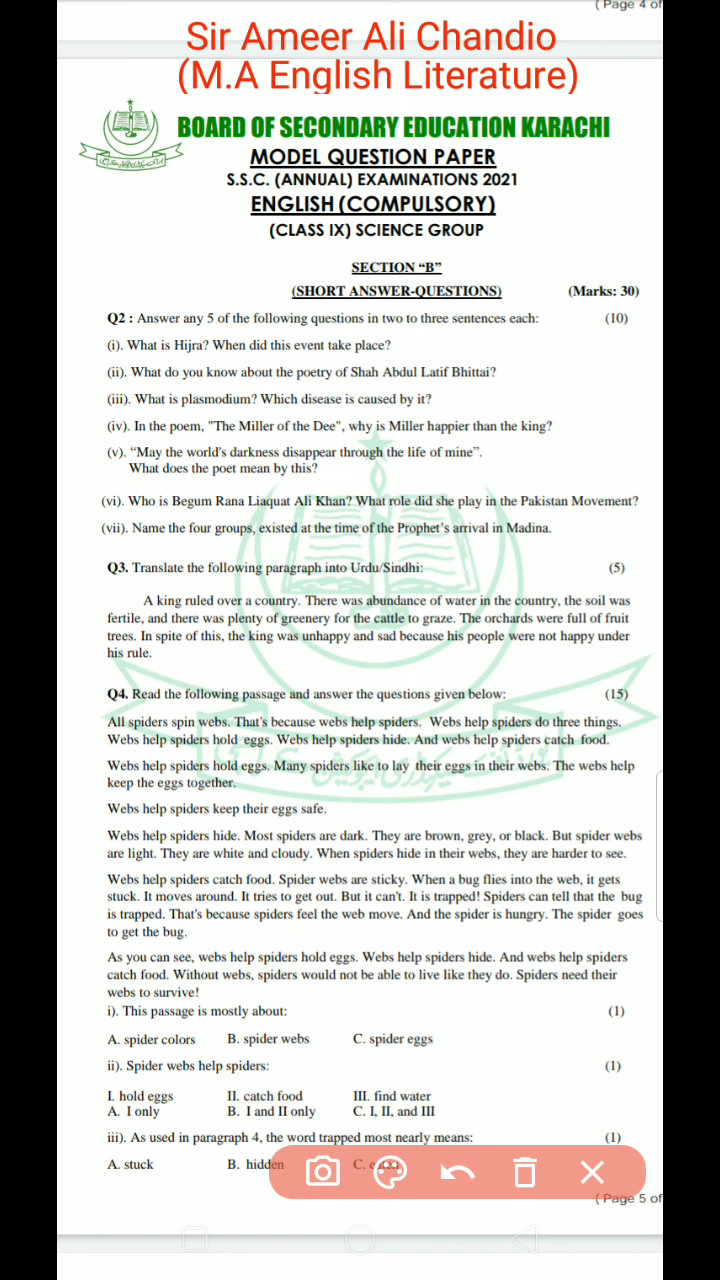 ( Page 4 of
Sir Ameer Ali Chandio
(M.A English Literature)
BOARD OF SECONDARY EDUCATION KARACHI
MODEL QUESTION PAPER
S.S.C. (ANNUAL) EXAMINATIONS 2021
ENGLISH (COMPULSORY)
(CLASS IX) SCIENCE GROUP
SECTION “B”
(SHORT ANSWER-QUESTIONS) (Marks: 30)
Q2 : Answer any 5 of the following questions in two to three sentences each: (10)
(i). What is Hijra? When did this event take place?
(ii). What do you know about the poetry of Shah Abdul Latif Bhittai?
(iii). What is plasmodium? Which disease is caused by it?
(iv). In the poem, "The Miller of the Dee", why is Miller happier than the king?
(v). “May the world's darkness disappear through the life of mine”.
What does the poet mean by this?
(vi). Who is Begum Rana Liaquat Ali Khan? What role did she play in the Pakistan Movement?
(vii). Name the four groups, existed at the time of the Prophet’s arrival in Madina.
Q3. Translate the following paragraph into Urdu/Sindhi: (5)
A king ruled over a country. There was abundance of water in the country, the soil was
fertile, and there was plenty of greenery for the cattle to graze. The orchards were full of fruit
trees. In spite of this, the king was unhappy and sad because his people were not happy under
his rule.
Q4. Read the following passage and answer the questions given below: (15)
All spiders spin webs. That's because webs help spiders. Webs help spiders do three things.
Webs help spiders hold eggs. Webs help spiders hide. And webs help spiders catch food.
Webs help spiders hold eggs. Many spiders like to lay their eggs in their webs. The webs help
keep the eggs together.
Webs help spiders keep their eggs safe.
Webs help spiders hide. Most spiders are dark. They are brown, grey, or black. But spider webs
are light. They are white and cloudy. When spiders hide in their webs, they are harder to see.
Webs help spiders catch food. Spider webs are sticky. When a bug flies into the web, it gets
stuck. It moves around. It tries to get out. But it can't. It is trapped! Spiders can tell that the bug
is trapped. That's because spiders feel the web move. And the spider is hungry. The spider goes
to get the bug.
As you can see, webs help spiders hold eggs. Webs help spiders hide. And webs help spiders
catch food. Without webs, spiders would not be able to live like they do. Spiders need their
webs to survive!
i). This passage is mostly about: (1)
A. spider colors B. spider webs C. spider eggs
ii). Spider webs help spiders: (1)
I. hold eggs II. catch food III. find water
A. I only B. I and II only C. I, II, and III
iii). As used in paragraph 4, the word trapped most nearly means: (1)
A. stuck B. hidden C.
( Page 5 of